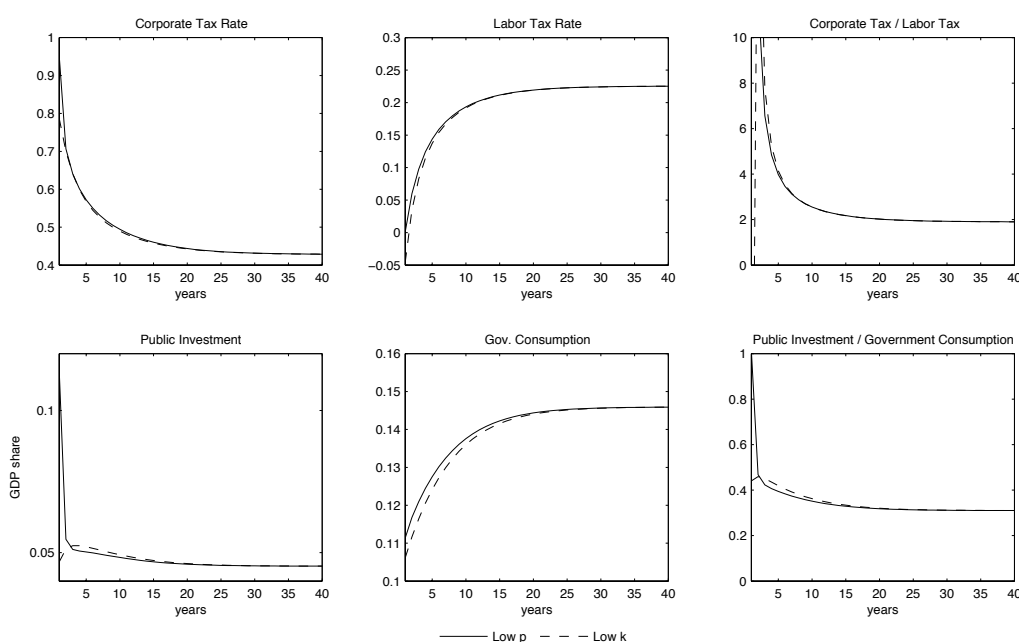 Corporate Tax Rate
1
0.9
0.8
0.7
0.6
0.5
0.4
5 10 15 20 25 30 35 40
years
Labor Tax Rate
0.3
0.25
0.2
0.15
0.1
0.05
0
−0.05
5 10 15 20 25 30 35 40
years
Corporate Tax / Labor Tax
10
8
6
4
2
0
5 10 15 20 25 30 35 40
years
Public Investment
GDP share
0.1
0.05
5 10 15 20 25 30 35 40
years
Gov. Consumption
0.16
0.15
0.14
0.13
0.12
0.11
0.1
5 10 15 20 25 30 35 40
years
Public Investment / Government Consumption
1
0.8
0.6
0.4
0.2
0
5 10 15 20 25 30 35 40
years
Low p Low k